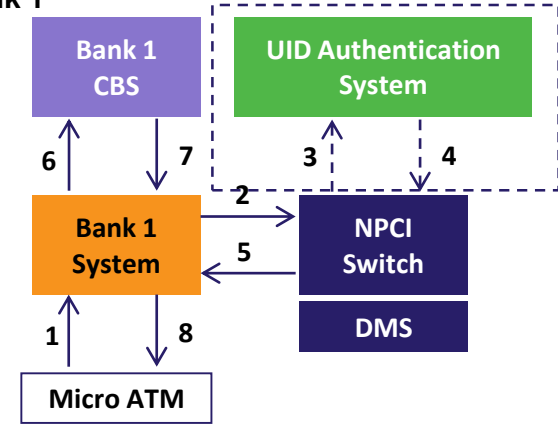 Bank 1
CBS
UID Authentication
System
6
7
3
4
2
Bank 1
System
NPCI
Switch
5
DMS
1
8
Micro ATM